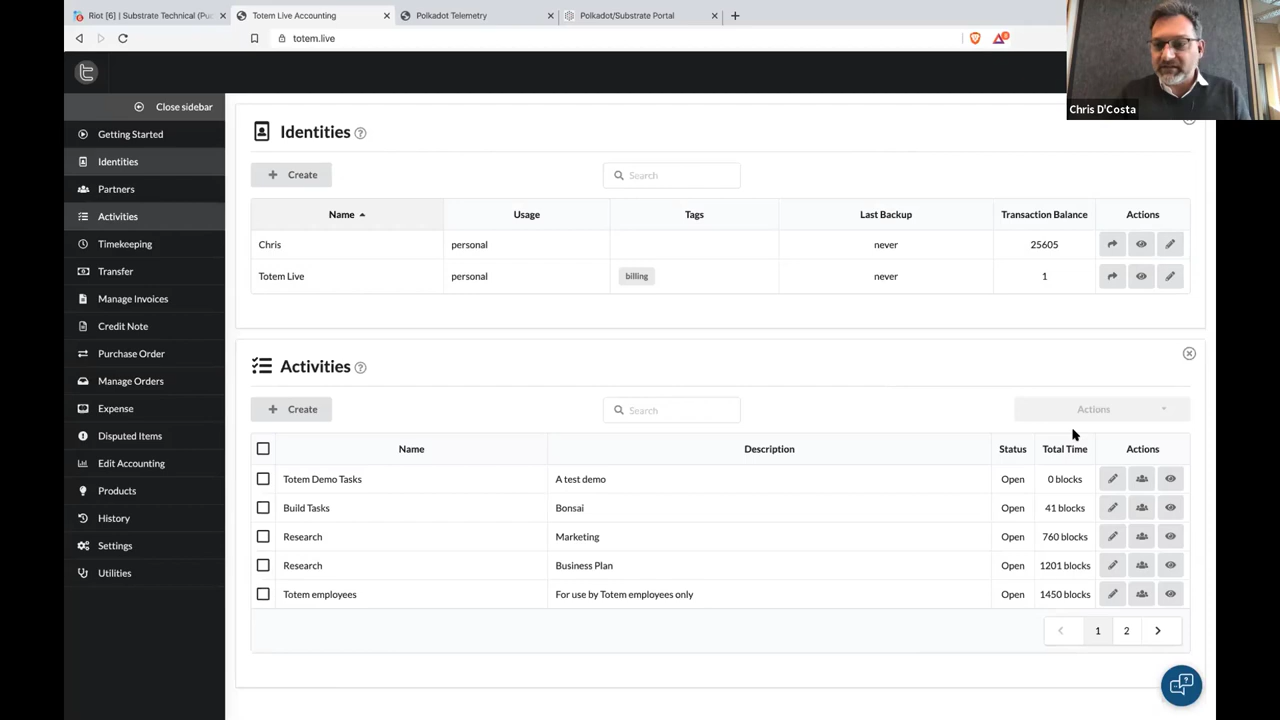 Riot [6] | Substrate Technical (Pu
Totem Live Accounting
Polkadot Telemetry
Polkadot/Substrate Portal
totem.live
Chris D'Costa
Close sidebar
Getting Started
Identities
Partners
Activities
Timekeeping
Transfer
Manage Invoices
Credit Note
Purchase Order
Manage Orders
Expense
Disputed Items
Edit Accounting
Products
History
Settings
Utilities
Identities
Create
Search
Name Usage Tags Last Backup Transaction Balance Actions
Chris personal never 25605
Totem Live personal billing never 1
Activities
Create
Search
Actions
Name Description Status Total Time Actions
Totem Demo Tasks A test demo Open 0 blocks
Build Tasks Bonsai Open 41 blocks
Research Marketing Open 760 blocks
Research Business Plan Open 1201 blocks
Totem employees For use by Totem employees only Open 1450 blocks
1 2